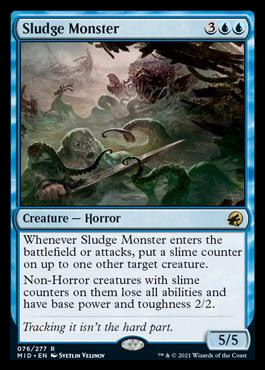 Sludge Monster 3
Creature — Horror
Whenever Sludge Monster enters the
battlefield or attacks, put a slime counter
on up to one other target creature.
Non-Horror creatures with slime
counters on them lose all abilities and
have base power and toughness 2/2.
Tracking it isn't the hard part.
5/5
076/277 R
MID • EN SVETLIN VELINOV
™ & © 2021 Wizards of the Coast